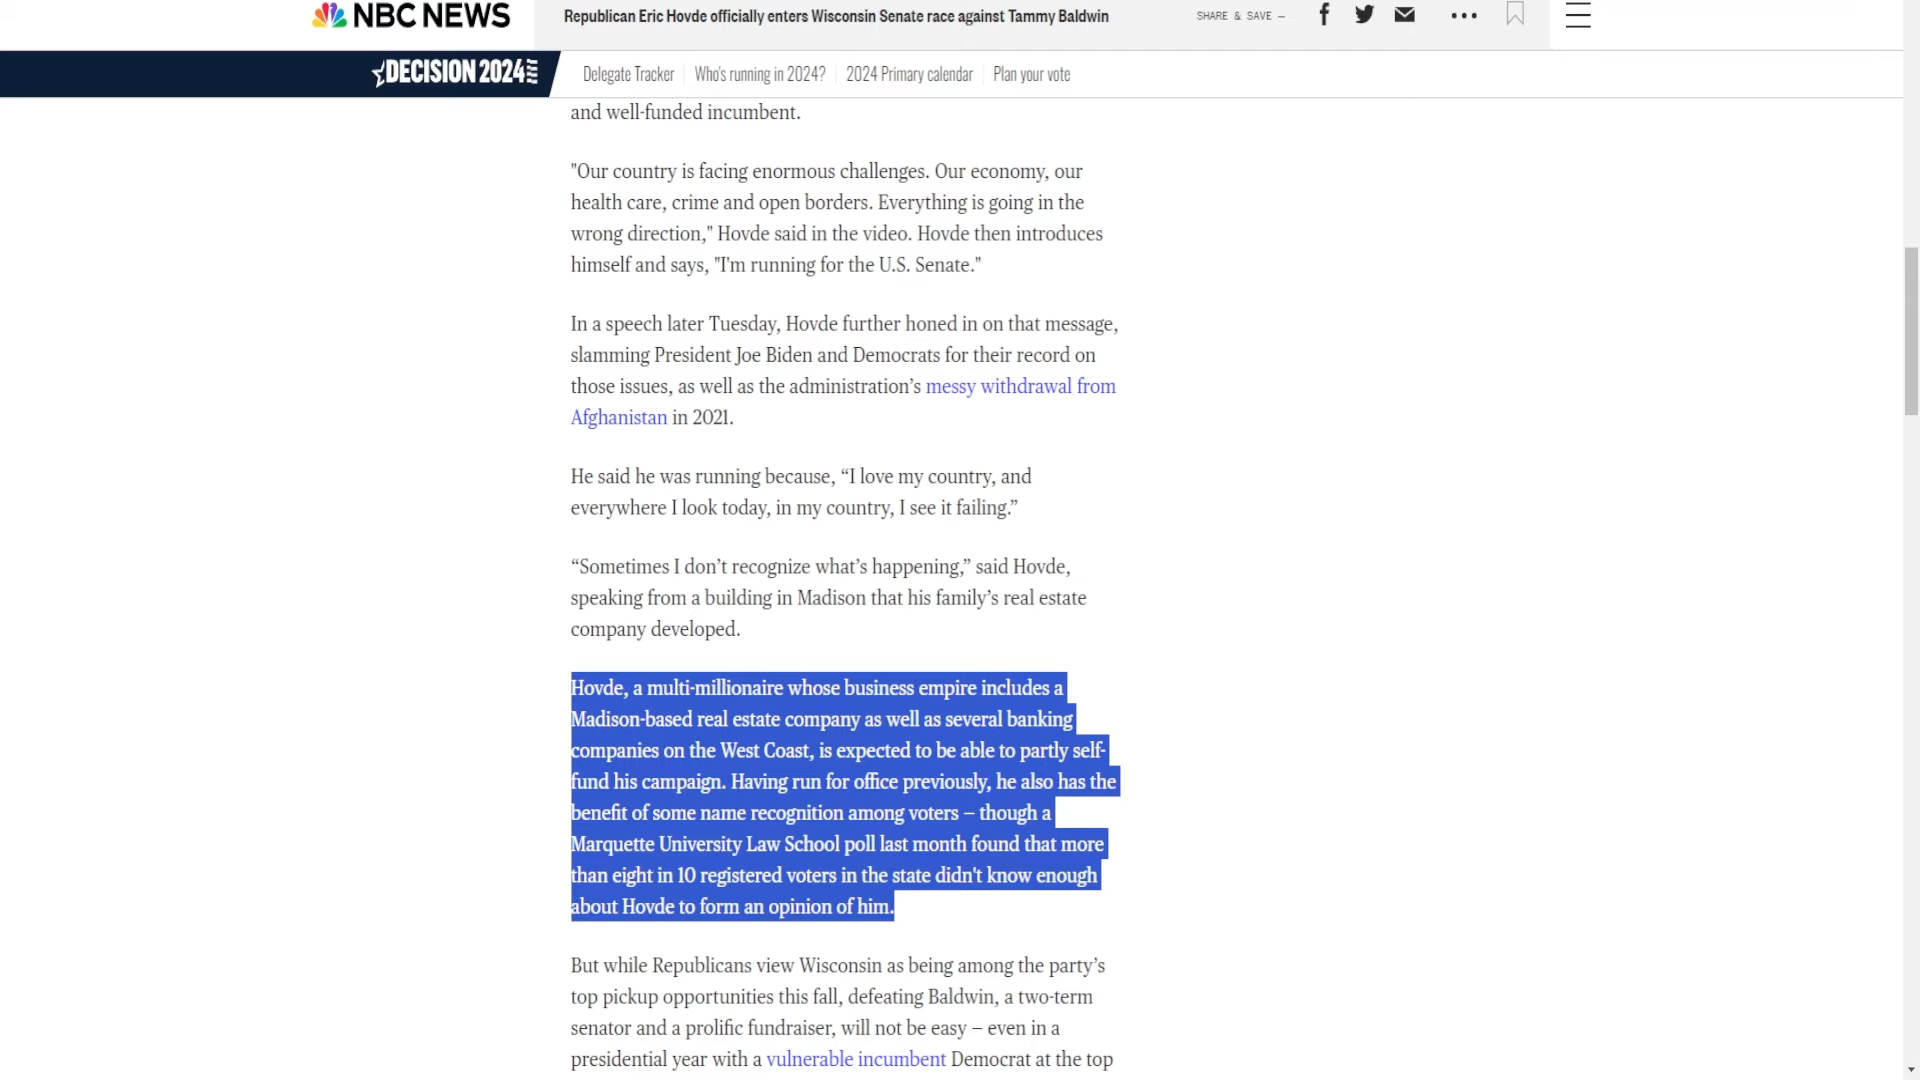 NBC NEWS
Republican Eric Hovde officially enters Wisconsin Senate race against Tammy Baldwin
SHARE & SAVE —
DECISION 2024
Delegate Tracker
Who's running in 2024?
2024 Primary calendar
Plan your vote
and well-funded incumbent.
"Our country is facing enormous challenges. Our economy, our
health care, crime and open borders. Everything is going in the
wrong direction," Hovde said in the video. Hovde then introduces
himself and says, "I'm running for the U.S. Senate."
In a speech later Tuesday, Hovde further honed in on that message,
slamming President Joe Biden and Democrats for their record on
those issues, as well as the administration’s messy withdrawal from
Afghanistan in 2021.
He said he was running because, “I love my country, and
everywhere I look today, in my country, I see it failing.”
“Sometimes I don’t recognize what’s happening,” said Hovde,
speaking from a building in Madison that his family’s real estate
company developed.
Hovde, a multi-millionaire whose business empire includes a
Madison-based real estate company as well as several banking
companies on the West Coast, is expected to be able to partly self-
fund his campaign. Having run for office previously, he also has the
benefit of some name recognition among voters – though a
Marquette University Law School poll last month found that more
than eight in 10 registered voters in the state didn't know enough
about Hovde to form an opinion of him.
But while Republicans view Wisconsin as being among the party’s
top pickup opportunities this fall, defeating Baldwin, a two-term
senator and a prolific fundraiser, will not be easy – even in a
presidential year with a vulnerable incumbent Democrat at the top